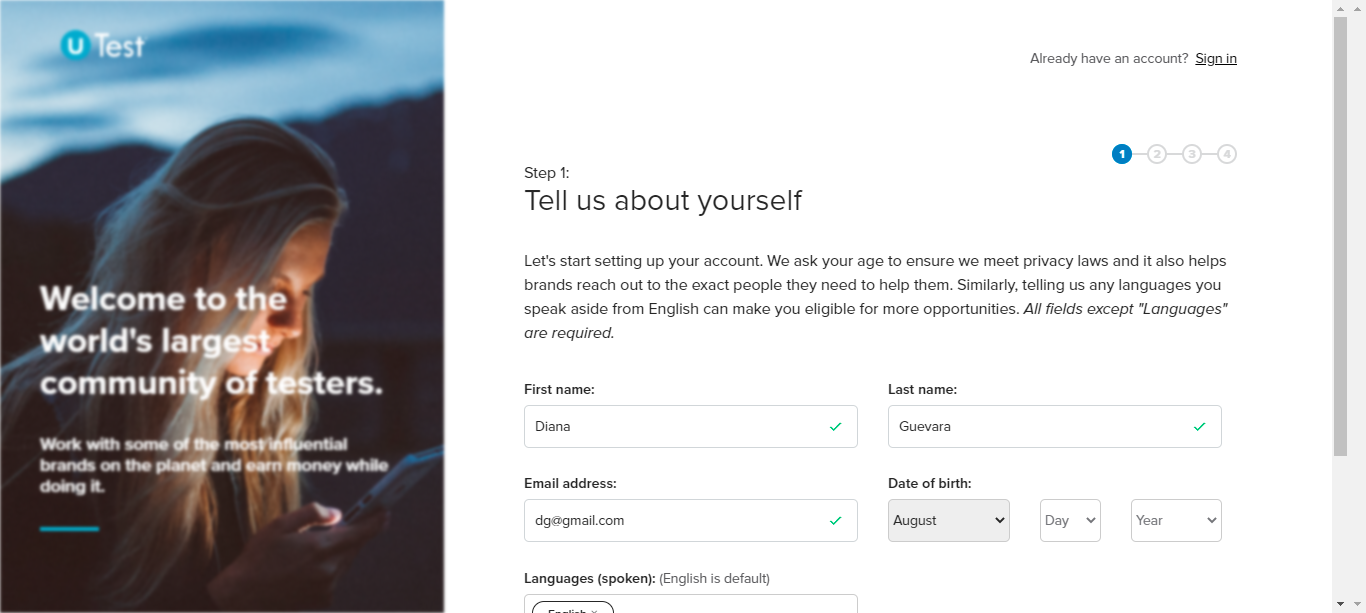 U Test
Already have an account? Sign in
1 2 3 4
Step 1:
Tell us about yourself
Let's start setting up your account. We ask your age to ensure we meet privacy laws and it also helps
brands reach out to the exact people they need to help them. Similarly, telling us any languages you
speak aside from English can make you eligible for more opportunities. All fields except "Languages"
are required.
Welcome to the
world's largest
community of testers.
Work with some of the most influential
brands on the planet and earn money while
doing it.
First name: Last name:
Diana Guevara
Email address: Date of birth:
dg@gmail.com August Day Year
Languages (spoken): (English is default)
English ×